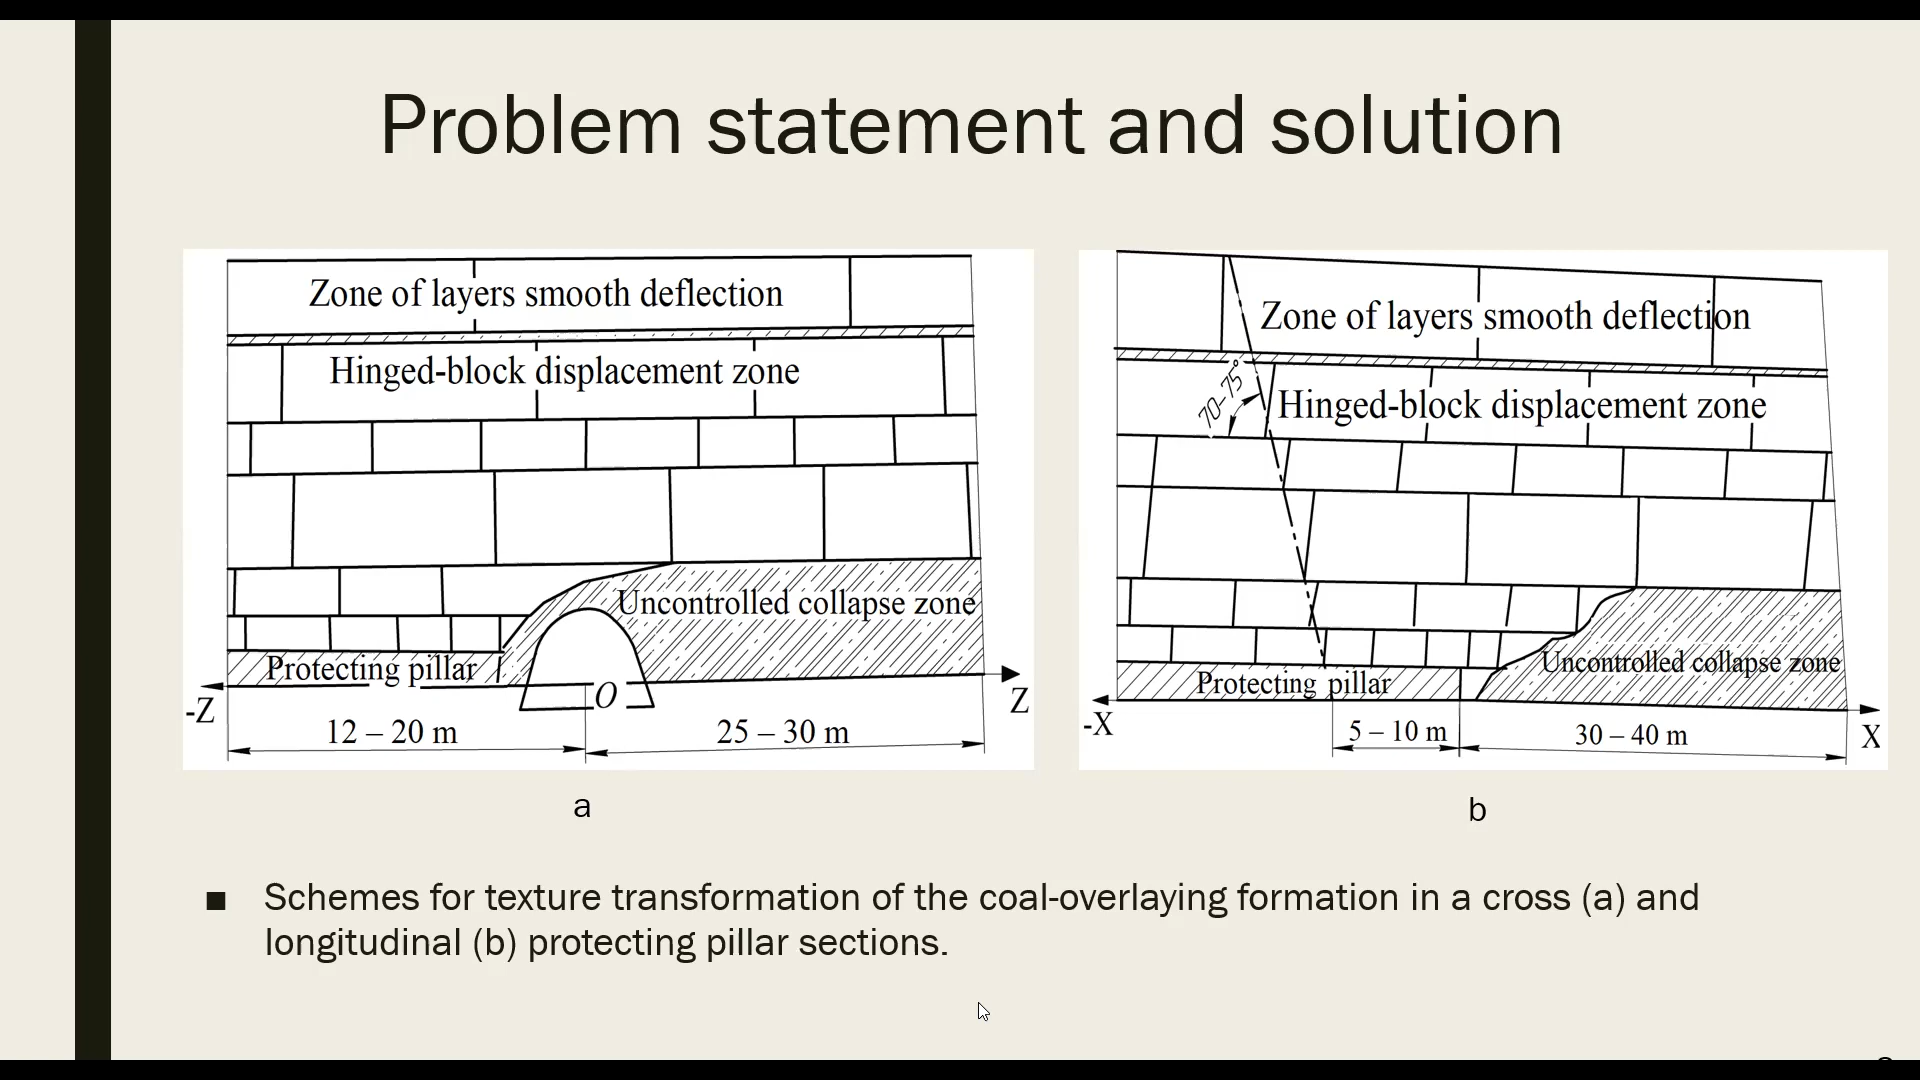 Problem statement and solution
Zone of layers smooth deflection
Hinged-block displacement zone
Uncontrolled collapse zone
Protecting pillar
-Z
O
Z
12 – 20 m
25 – 30 m
a
Zone of layers smooth deflection
70–75°
Hinged-block displacement zone
Uncontrolled collapse zone
Protecting pillar
-X
5 – 10 m
30 – 40 m
X
b
■ Schemes for texture transformation of the coal-overlaying formation in a cross (a) and
longitudinal (b) protecting pillar sections.